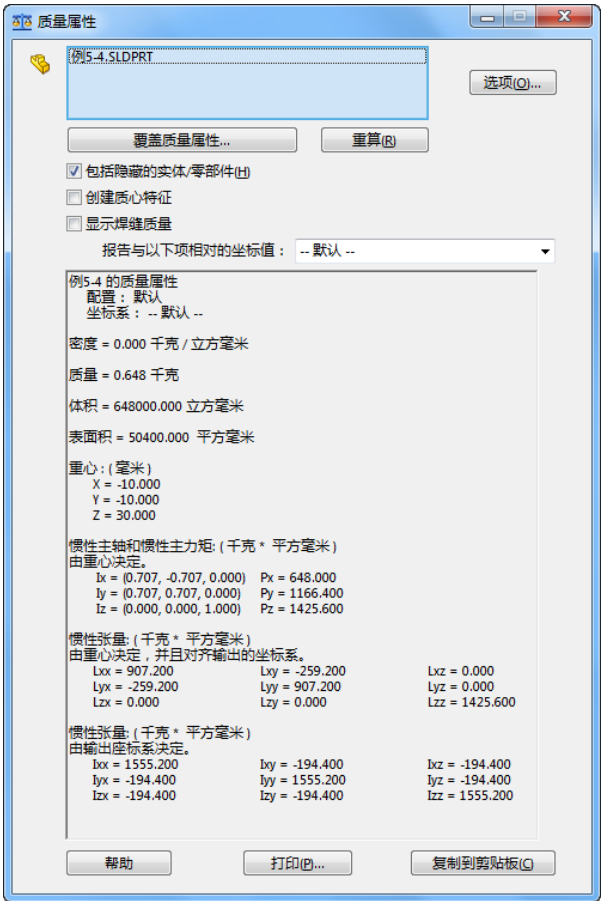 质量属性
例5-4.SLDPRT
选项(O)...
覆盖质量属性... 重算(R)
包括隐藏的实体/零部件(H)
创建质心特征
显示焊缝质量
报告与以下项相对的坐标值： -- 默认 --
例5-4 的质量属性
配置： 默认
坐标系： -- 默认 --
密度 = 0.000 千克 / 立方毫米
质量 = 0.648 千克
体积 = 648000.000 立方毫米
表面积 = 50400.000 平方毫米
重心 : ( 毫米 )
X = -10.000
Y = -10.000
Z = 30.000
惯性主轴和惯性主力矩: ( 千克 * 平方毫米 )
由重心决定。
Ix = (0.707, -0.707, 0.000) Px = 648.000
Iy = (0.707, 0.707, 0.000) Py = 1166.400
Iz = (0.000, 0.000, 1.000) Pz = 1425.600
惯性张量: ( 千克 * 平方毫米 )
由重心决定，并且对齐输出的坐标系。
Lxx = 907.200 Lxy = -259.200 Lxz = 0.000
Lyx = -259.200 Lyy = 907.200 Lyz = 0.000
Lzx = 0.000 Lzy = 0.000 Lzz = 1425.600
惯性张量: ( 千克 * 平方毫米 )
由输出座标系决定。
Ixx = 1555.200 Ixy = -194.400 Ixz = -194.400
Iyx = -194.400 Iyy = 1555.200 Iyz = -194.400
Izx = -194.400 Izy = -194.400 Izz = 1555.200
帮助 打印(P)... 复制到剪贴板(C)